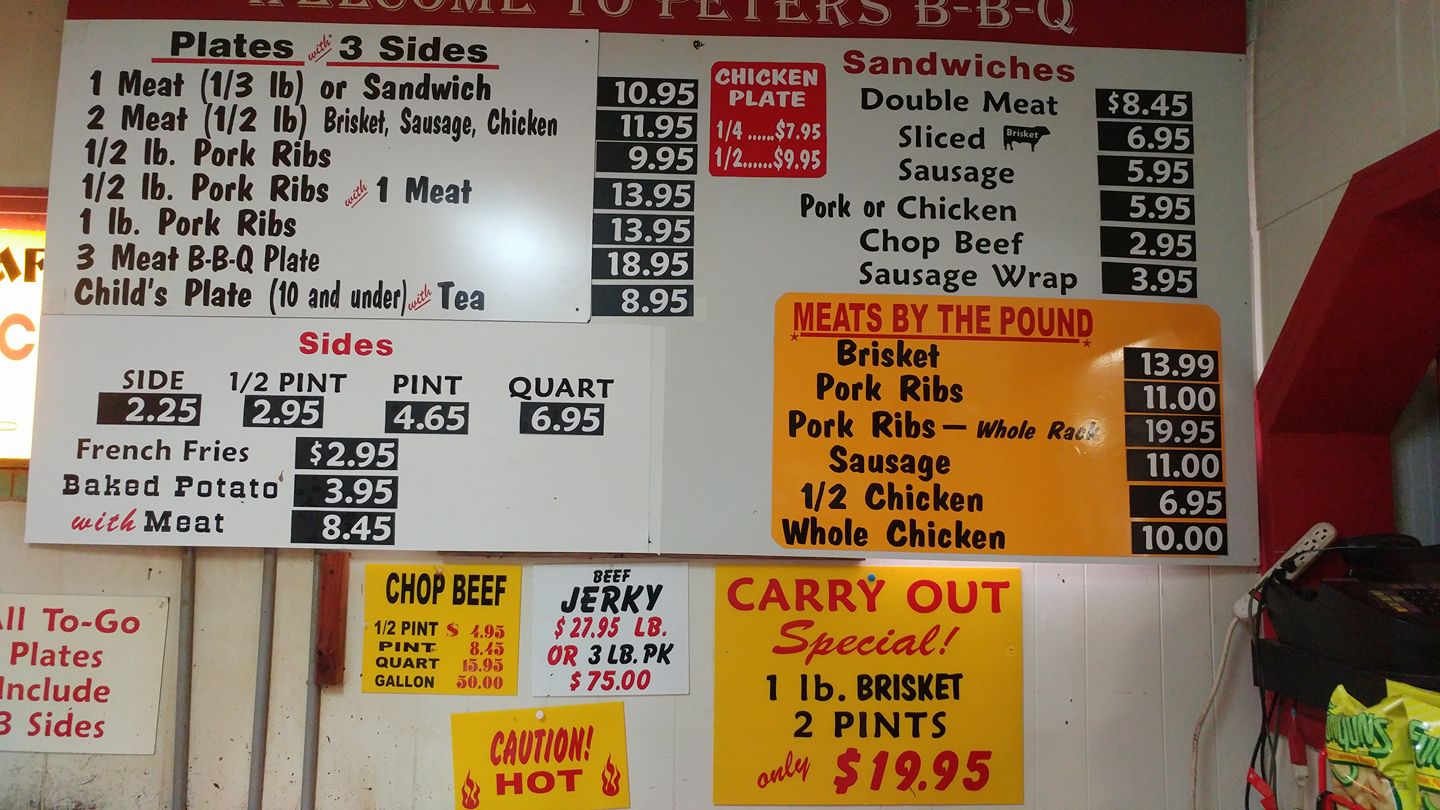 WELCOME TO PETERS B-B-Q
Plates with 3 Sides
1 Meat (1/3 lb) or Sandwich 10.95
2 Meat (1/2 lb) Brisket, Sausage, Chicken 11.95
1/2 lb. Pork Ribs 9.95
1/2 lb. Pork Ribs with 1 Meat 13.95
1 lb. Pork Ribs 13.95
3 Meat B-B-Q Plate 18.95
Child's Plate (10 and under) with Tea 8.95
CHICKEN
PLATE
1/4 ......$7.95
1/2......$9.95
Sandwiches
Double Meat $8.45
Sliced Brisket 6.95
Sausage 5.95
Pork or Chicken 5.95
Chop Beef 2.95
Sausage Wrap 3.95
Sides
SIDE 1/2 PINT PINT QUART
2.25 2.95 4.65 6.95
French Fries $2.95
Baked Potato 3.95
with Meat 8.45
MEATS BY THE POUND
Brisket 13.99
Pork Ribs 11.00
Pork Ribs — Whole Rack 19.95
Sausage 11.00
1/2 Chicken 6.95
Whole Chicken 10.00
All To-Go
Plates
Include
3 Sides
CHOP BEEF
1/2 PINT $ 4.95
PINT 8.45
QUART 15.95
GALLON 50.00
BEEF
JERKY
$27.95 LB.
OR 3 LB. PK
$75.00
CAUTION!
HOT
CARRY OUT
Special!
1 lb. BRISKET
2 PINTS
only $19.95